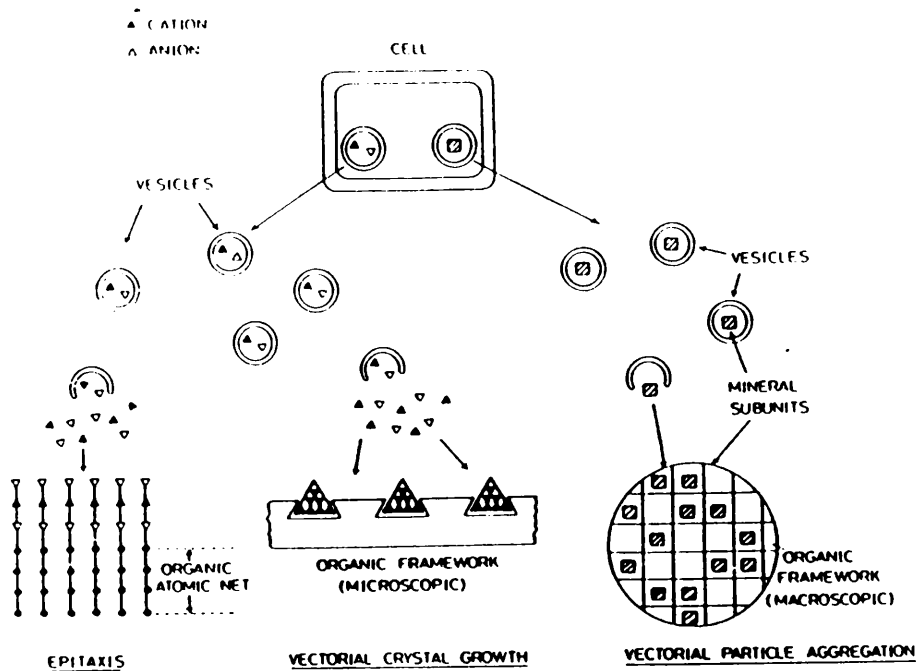 CATION
ANION
CELL
VESICLES
VESICLES
MINERAL
SUBUNITS
ORGANIC
ATOMIC NET
ORGANIC FRAMEWORK
(MICROSCOPIC)
ORGANIC
FRAMEWORK
(MACROSCOPIC)
EPITAXIS
VECTORIAL CRYSTAL GROWTH
VECTORIAL PARTICLE AGGREGATION